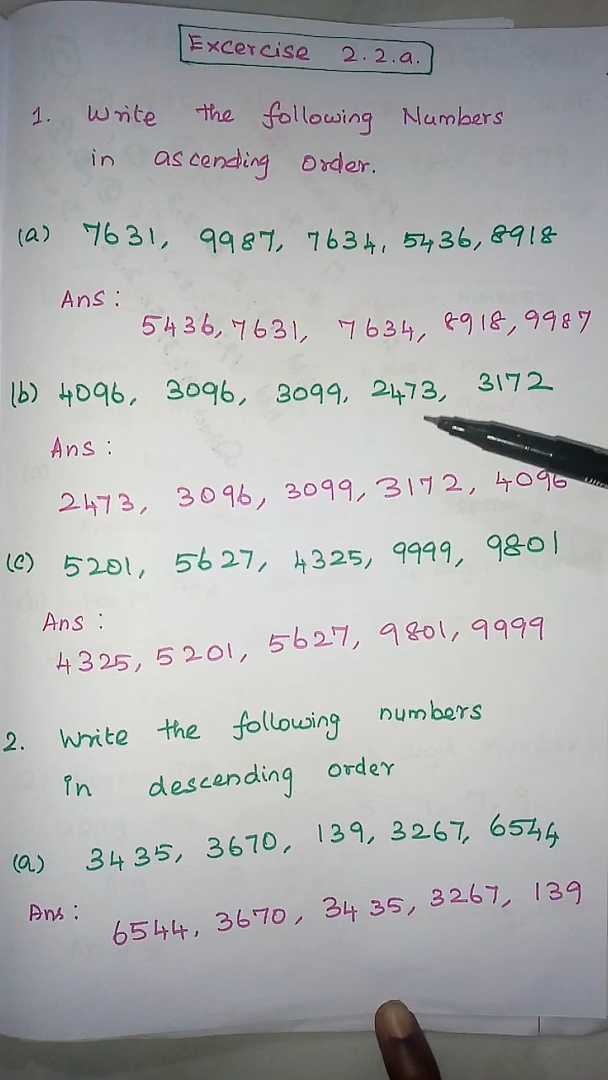 Excercise 2.2.a.
1. Write the following Numbers
in ascending order.
(a) 7631, 9987, 7634, 5436, 8918
Ans :
5436, 7631, 7634, 8918, 9987
(b) 4096, 3096, 3099, 2473, 3172
Ans :
2473, 3096, 3099, 3172, 4096
(c) 5201, 5627, 4325, 9999, 9801
Ans :
4325, 5201, 5627, 9801, 9999
2. Write the following numbers
in descending order
(a) 3435, 3670, 139, 3267, 6544
Ans :
6544, 3670, 3435, 3267, 139